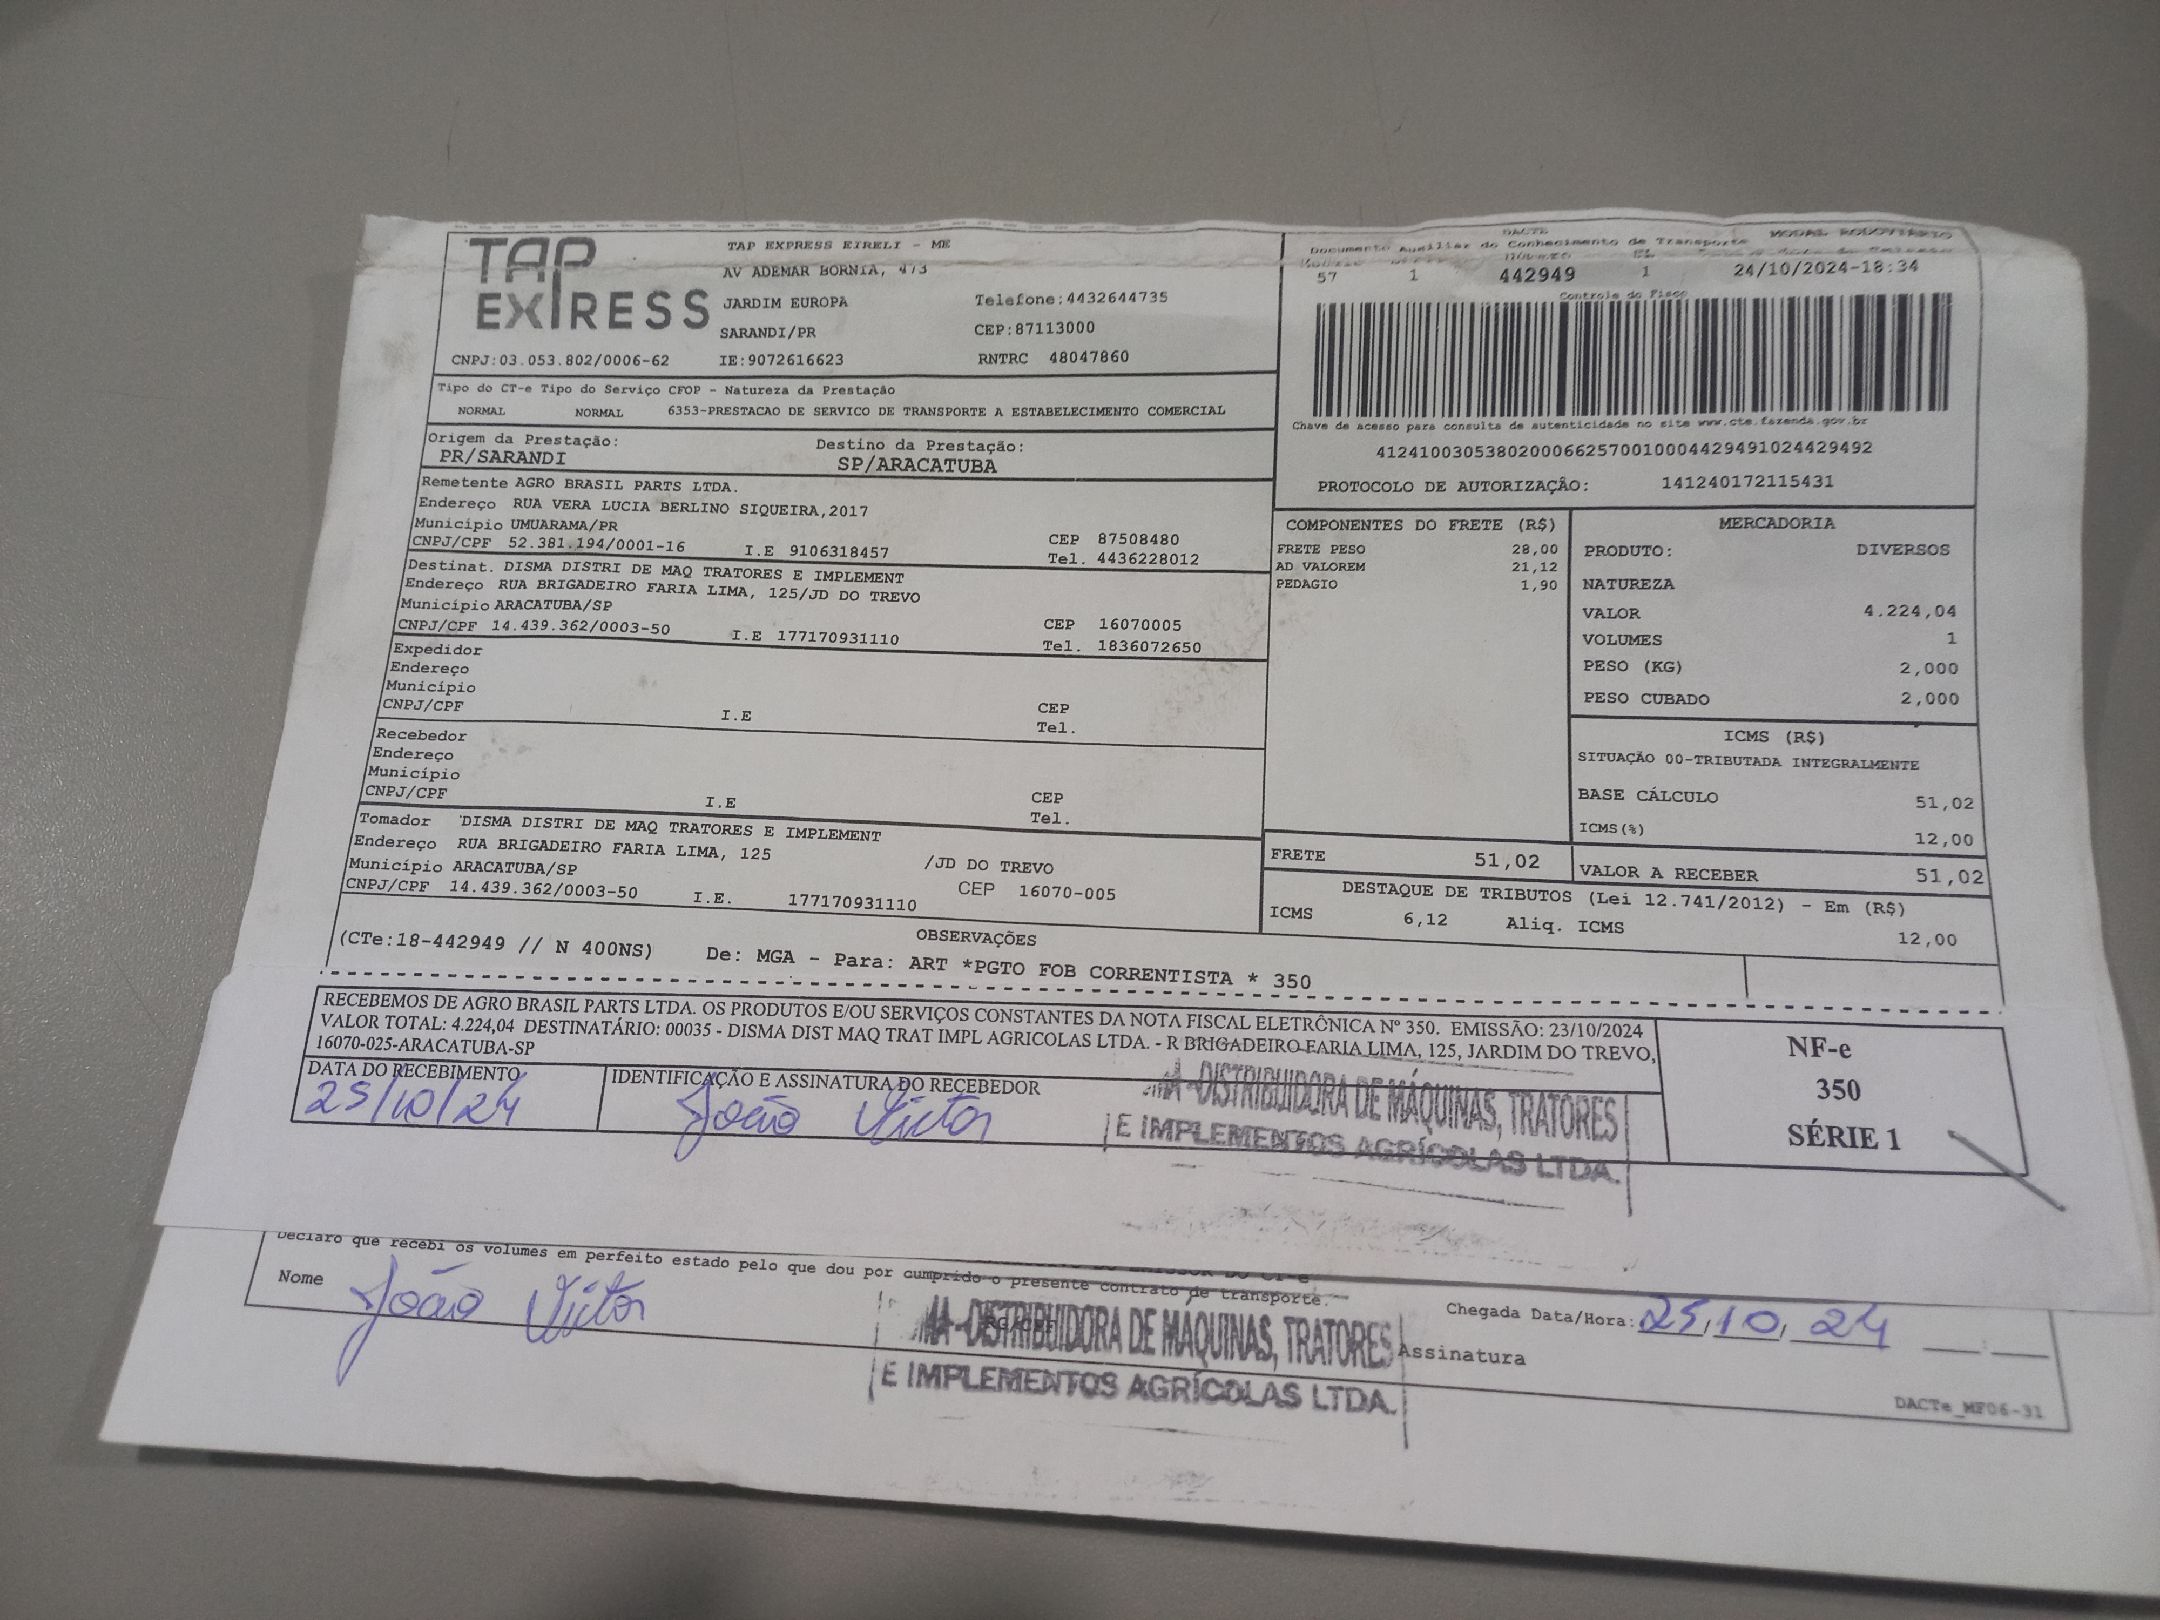 TAP EXPRESS
TAP EXPRESS EIRELI - ME
AV ADEMAR BORNIA, 473
JARDIM EUROPA Telefone:4432644735
SARANDI/PR CEP:87113000
CNPJ:03.053.802/0006-62 IE:9072616623 RNTRC 48047860
Tipo do CT-e Tipo do Serviço CFOP - Natureza da Prestação
NORMAL NORMAL 6353-PRESTACAO DE SERVICO DE TRANSPORTE A ESTABELECIMENTO COMERCIAL
Origem da Prestação: Destino da Prestação:
PR/SARANDI SP/ARACATUBA
Remetente AGRO BRASIL PARTS LTDA.
Endereço RUA VERA LUCIA BERLINO SIQUEIRA,2017
Município UMUARAMA/PR CEP 87508480
CNPJ/CPF 52.381.194/0001-16 I.E 9106318457 Tel. 4436228012
Destinat. DISMA DISTRI DE MAQ TRATORES E IMPLEMENT
Endereço RUA BRIGADEIRO FARIA LIMA, 125/JD DO TREVO
Município ARACATUBA/SP CEP 16070005
CNPJ/CPF 14.439.362/0003-50 I.E 177170931110 Tel. 1836072650
Expedidor
Endereço
Município CEP
CNPJ/CPF I.E Tel.
Recebedor
Endereço
Município CEP
CNPJ/CPF I.E Tel.
Tomador DISMA DISTRI DE MAQ TRATORES E IMPLEMENT
Endereço RUA BRIGADEIRO FARIA LIMA, 125 /JD DO TREVO
Município ARACATUBA/SP CEP 16070-005
CNPJ/CPF 14.439.362/0003-50 I.E. 177170931110
DACTE MODAL RODOVIÁRIO
Documento Auxiliar do Conhecimento de Transporte
57 1 442949 1 24/10/2024-18:34
Controle do Fisco
Chave de acesso para consulta de autenticidade no site www.cte.fazenda.gov.br
41241003053802000662570010004429491024429492
PROTOCOLO DE AUTORIZAÇÃO: 141240172115431
COMPONENTES DO FRETE (R$)
FRETE PESO 28,00
AD VALOREM 21,12
PEDAGIO 1,90
MERCADORIA
PRODUTO: DIVERSOS
NATUREZA
VALOR 4.224,04
VOLUMES 1
PESO (KG) 2,000
PESO CUBADO 2,000
ICMS (R$)
SITUAÇÃO 00-TRIBUTADA INTEGRALMENTE
BASE CÁLCULO 51,02
ICMS(%) 12,00
FRETE 51,02 VALOR A RECEBER 51,02
DESTAQUE DE TRIBUTOS (Lei 12.741/2012) - Em (R$)
ICMS 6,12 Aliq. ICMS 12,00
OBSERVAÇÕES
(CTe:18-442949 // N 400NS) De: MGA - Para: ART *PGTO FOB CORRENTISTA * 350
RECEBEMOS DE AGRO BRASIL PARTS LTDA. OS PRODUTOS E/OU SERVIÇOS CONSTANTES DA NOTA FISCAL ELETRÔNICA Nº 350. EMISSÃO: 23/10/2024
VALOR TOTAL: 4.224,04 DESTINATÁRIO: 00035 - DISMA DIST MAQ TRAT IMPL AGRICOLAS LTDA. - R BRIGADEIRO FARIA LIMA, 125, JARDIM DO TREVO,
16070-025-ARACATUBA-SP
DATA DO RECEBIMENTO IDENTIFICAÇÃO E ASSINATURA DO RECEBEDOR
25/10/24 João Victor
DISTRIBUIDORA DE MÁQUINAS, TRATORES
E IMPLEMENTOS AGRÍCOLAS LTDA.
NF-e
350
SÉRIE 1
Declaro que recebi os volumes em perfeito estado pelo que dou por cumprido o presente contrato de transporte.
Nome João Victor
Chegada Data/Hora: 25/10/24
DISTRIBUIDORA DE MAQUINAS, TRATORES
E IMPLEMENTOS AGRÍCOLAS LTDA.
Assinatura
DACTe_MF06-31